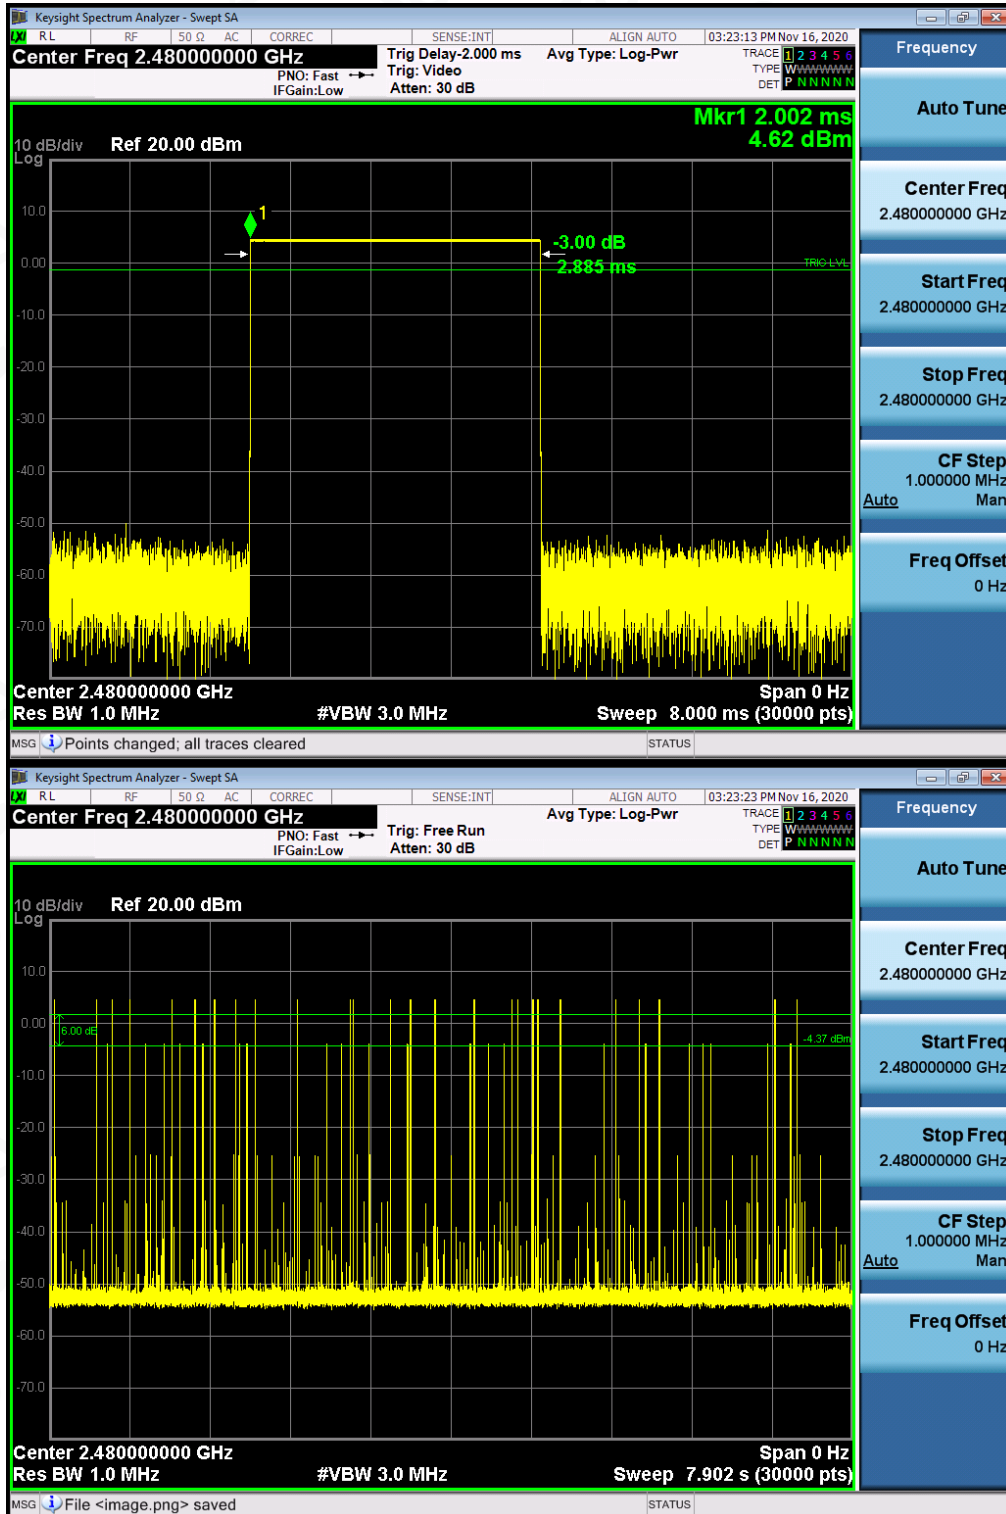 Keysight Spectrum Analyzer - Swept SA
LXI RL RF 50 Ω AC CORREC SENSE:INT ALIGN AUTO 03:23:13 PM Nov 16, 2020
Center Freq 2.480000000 GHz
PNO: Fast
IFGain:Low
Trig Delay-2.000 ms
Trig: Video
Atten: 30 dB
Avg Type: Log-Pwr
TRACE 1 2 3 4 5 6
TYPE WWWWWW
DET P N N N N N
Frequency
Auto Tune
Center Freq
2.480000000 GHz
Start Freq
2.480000000 GHz
Stop Freq
2.480000000 GHz
CF Step
1.000000 MHz
Auto Man
Freq Offset
0 Hz
Mkr1 2.002 ms
4.62 dBm
10 dB/div Ref 20.00 dBm
Log
10.0
1
-3.00 dB
2.885 ms
0.00
TRIG LVL
-10.0
-20.0
-30.0
-40.0
-50.0
-60.0
-70.0
Center 2.480000000 GHz Span 0 Hz
Res BW 1.0 MHz #VBW 3.0 MHz Sweep 8.000 ms (30000 pts)
MSG Points changed; all traces cleared STATUS
Keysight Spectrum Analyzer - Swept SA
LXI RL RF 50 Ω AC CORREC SENSE:INT ALIGN AUTO 03:23:23 PM Nov 16, 2020
Center Freq 2.480000000 GHz
PNO: Fast
IFGain:Low
Trig: Free Run
Atten: 30 dB
Avg Type: Log-Pwr
TRACE 1 2 3 4 5 6
TYPE WWWWWW
DET P N N N N N
Frequency
Auto Tune
Center Freq
2.480000000 GHz
Start Freq
2.480000000 GHz
Stop Freq
2.480000000 GHz
CF Step
1.000000 MHz
Auto Man
Freq Offset
0 Hz
10 dB/div Ref 20.00 dBm
Log
10.0
0.00
6.00 dB
-4.37 dBm
-10.0
-20.0
-30.0
-40.0
-50.0
-60.0
-70.0
Center 2.480000000 GHz Span 0 Hz
Res BW 1.0 MHz #VBW 3.0 MHz Sweep 7.902 s (30000 pts)
MSG File <image.png> saved STATUS